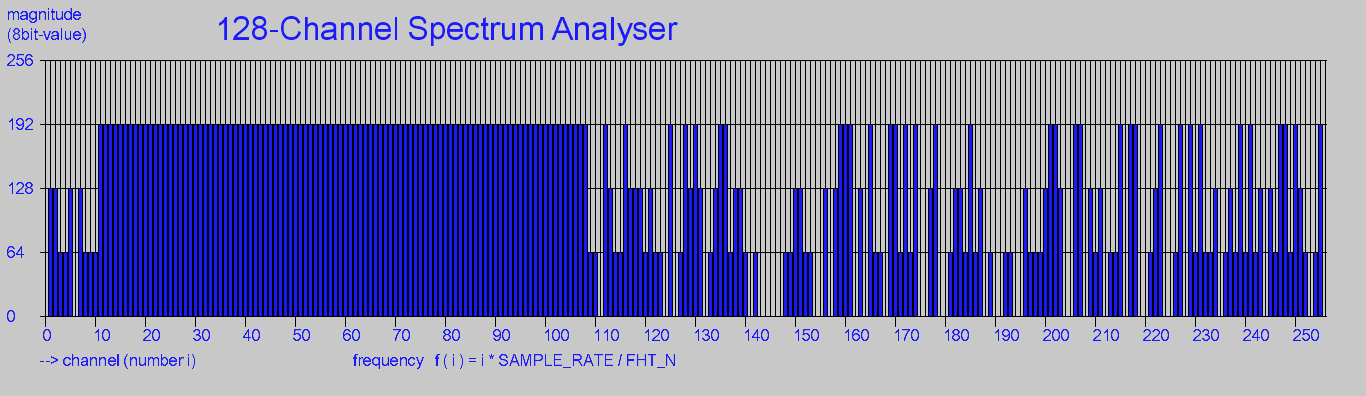 magnitude
(8bit-value)
128-Channel Spectrum Analyser
256
192
128
64
0
0 10 20 30 40 50 60 70 80 90 100 110 120 130 140 150 160 170 180 190 200 210 220 230 240 250
--> channel (number i)
frequency f ( i ) = i * SAMPLE_RATE / FHT_N